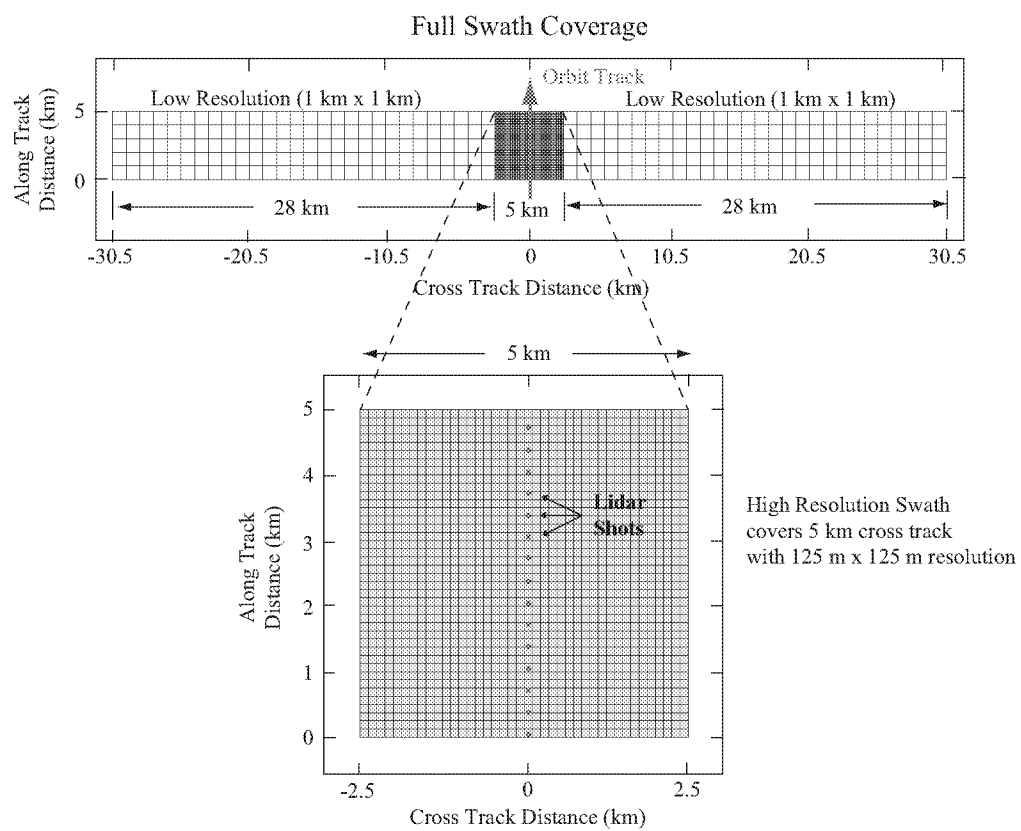 Full Swath Coverage
Orbit Track
Low Resolution (1 km x 1 km)
Low Resolution (1 km x 1 km)
Along Track
Distance (km)
5
0
28 km
5 km
28 km
-30.5
-20.5
-10.5
0
10.5
20.5
30.5
Cross Track Distance (km)
5 km
5
4
3
2
1
0
Along Track
Distance (km)
Lidar
Shots
High Resolution Swath
covers 5 km cross track
with 125 m x 125 m resolution
-2.5
0
2.5
Cross Track Distance (km)